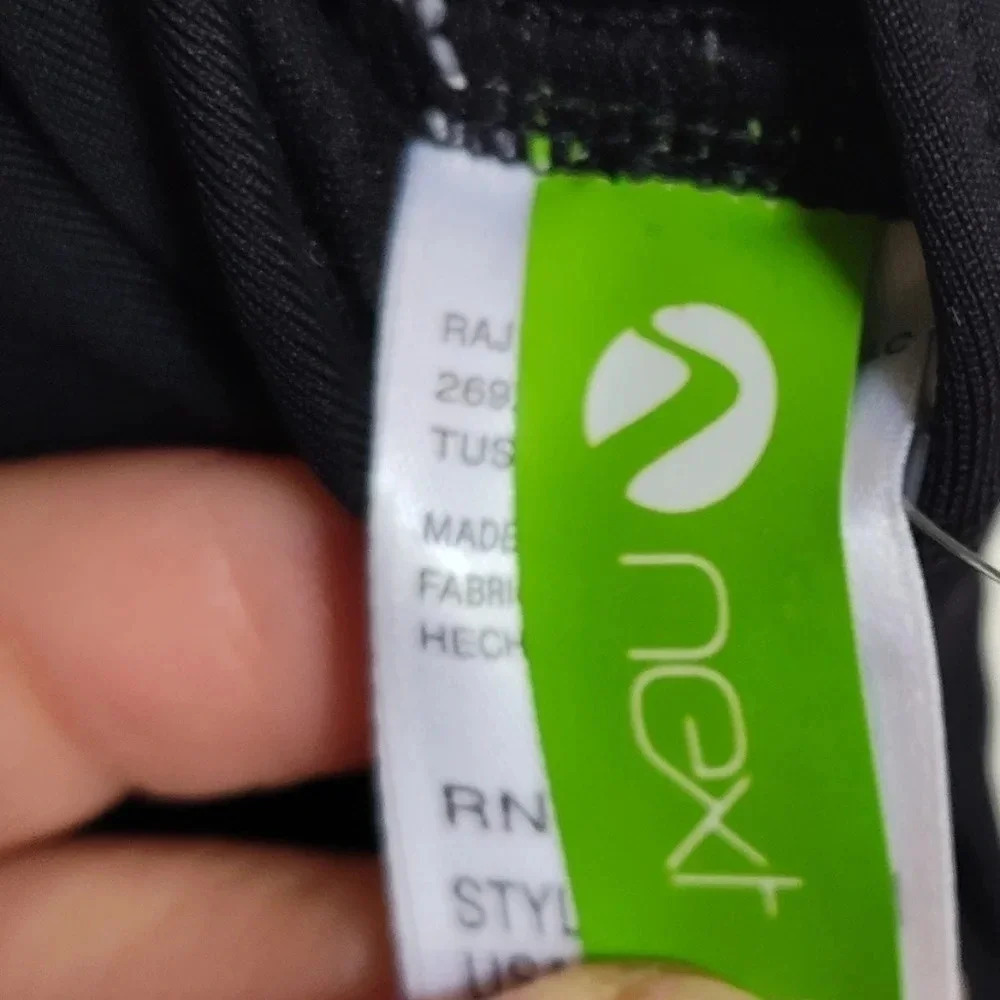 RAJ
269
TUS
MADE
FABRI
HECH
RN
STYL
next